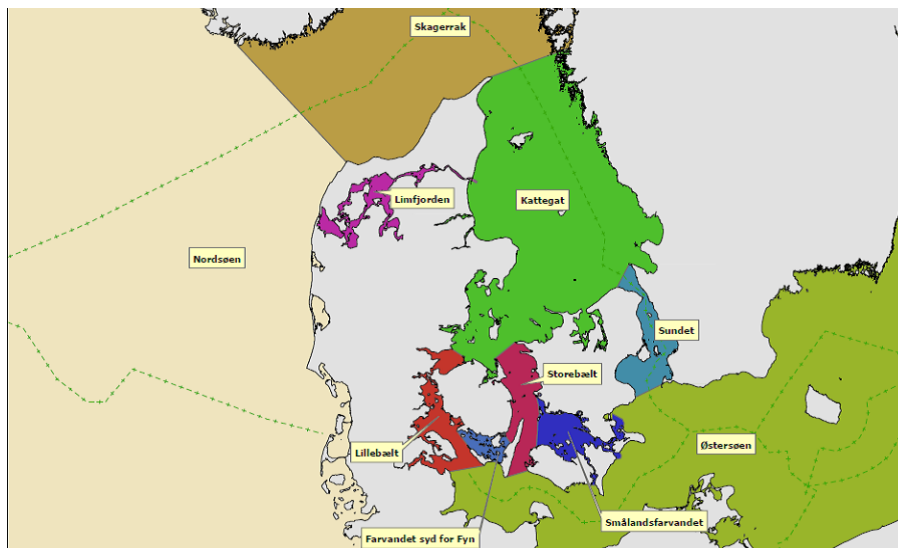 Skagerrak
Limfjorden
Kattegat
Nordsøen
Sundet
Storebælt
Østersøen
Lillebælt
Smålandsfarvandet
Farvandet syd for Fyn